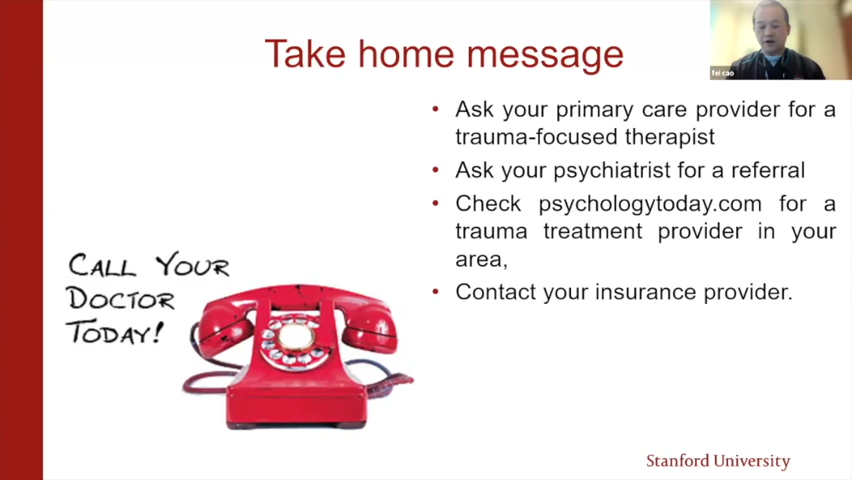 Take home message
fei cao
• Ask your primary care provider for a
trauma-focused therapist
• Ask your psychiatrist for a referral
• Check psychologytoday.com for a
trauma treatment provider in your
area,
• Contact your insurance provider.
CALL YOUR
DOCTOR
TODAY!
Stanford University